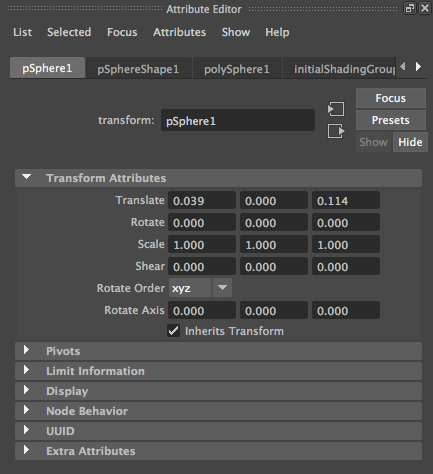 Attribute Editor
List Selected Focus Attributes Show Help
pSphere1 pSphereShape1 polySphere1 initialShadingGroup
Focus
transform: pSphere1
Presets
Show Hide
Transform Attributes
Translate 0.039 0.000 0.114
Rotate 0.000 0.000 0.000
Scale 1.000 1.000 1.000
Shear 0.000 0.000 0.000
Rotate Order xyz
Rotate Axis 0.000 0.000 0.000
Inherits Transform
Pivots
Limit Information
Display
Node Behavior
UUID
Extra Attributes